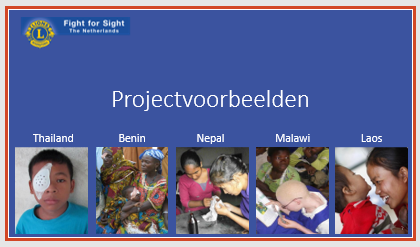 Fight for Sight
The Netherlands
Projectvoorbeelden
Thailand Benin Nepal Malawi Laos